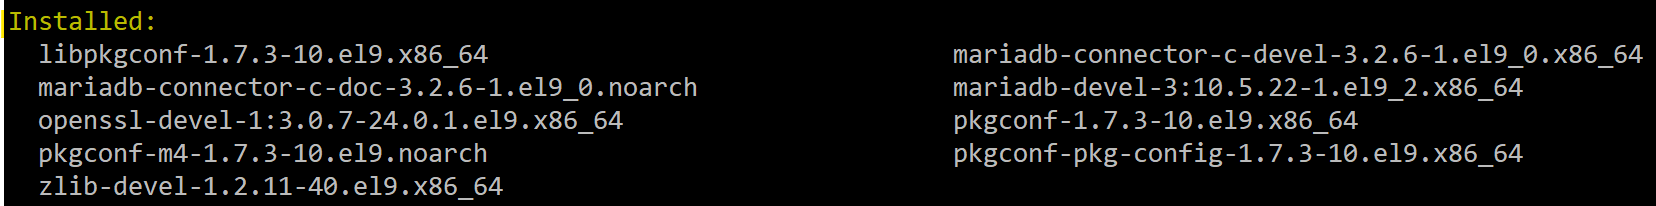 Installed:
libpkgconf-1.7.3-10.el9.x86_64 mariadb-connector-c-devel-3.2.6-1.el9_0.x86_64
mariadb-connector-c-doc-3.2.6-1.el9_0.noarch mariadb-devel-3:10.5.22-1.el9_2.x86_64
openssl-devel-1:3.0.7-24.0.1.el9.x86_64 pkgconf-1.7.3-10.el9.x86_64
pkgconf-m4-1.7.3-10.el9.noarch pkgconf-pkg-config-1.7.3-10.el9.x86_64
zlib-devel-1.2.11-40.el9.x86_64